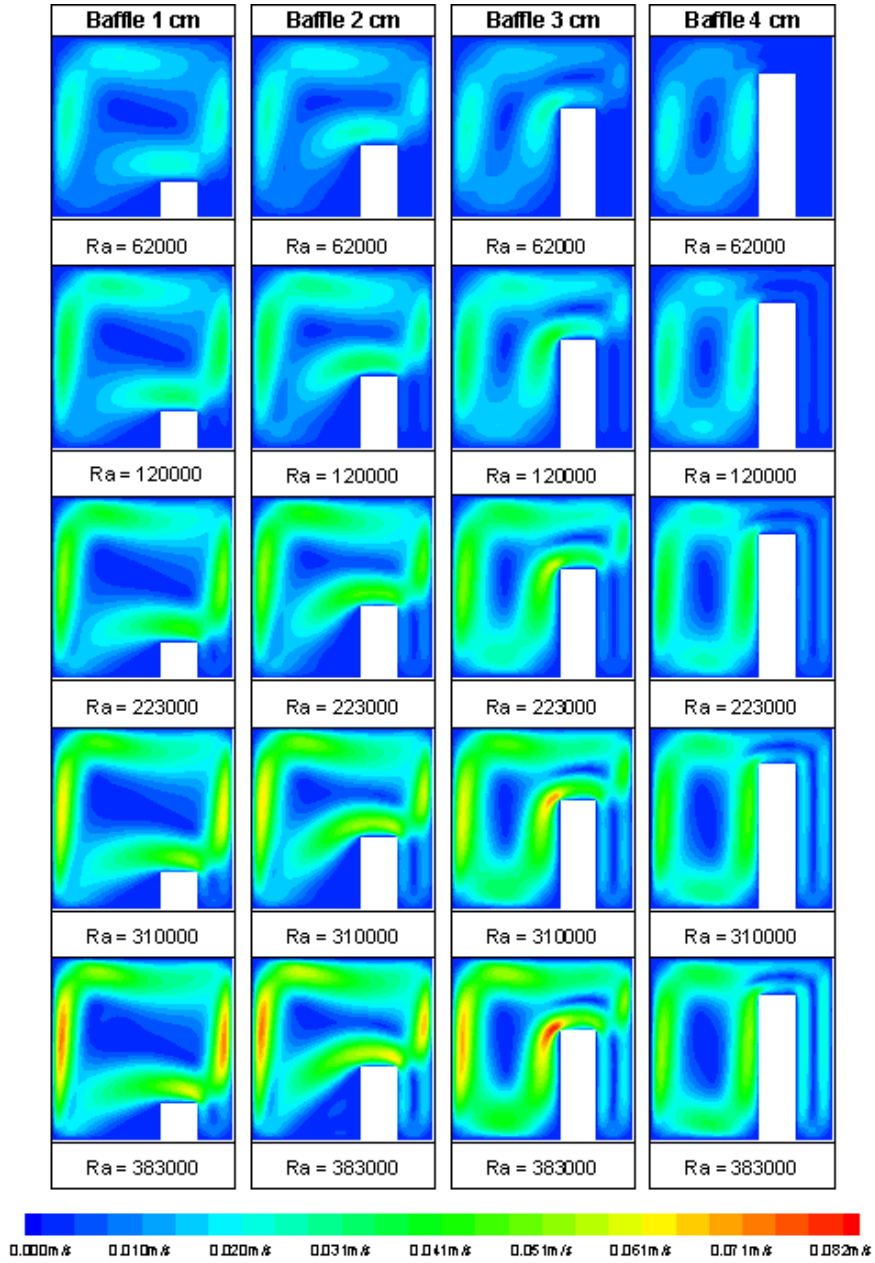 Baffle 1 cm Baffle 2 cm Baffle 3 cm Baffle 4 cm
Ra = 62000 Ra = 62000 Ra = 62000 Ra = 62000
Ra = 120000 Ra = 120000 Ra = 120000 Ra = 120000
Ra = 223000 Ra = 223000 Ra = 223000 Ra = 223000
Ra = 310000 Ra = 310000 Ra = 310000 Ra = 310000
Ra = 383000 Ra = 383000 Ra = 383000 Ra = 383000
0.000m/s 0.010m/s 0.020m/s 0.031m/s 0.041m/s 0.051m/s 0.061m/s 0.071m/s 0.082m/s